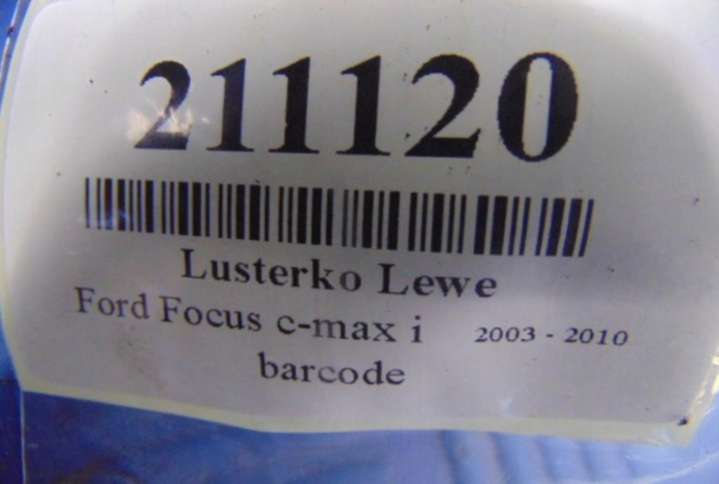 211120
Lusterko Lewe
Ford Focus c-max i 2003 - 2010
barcode